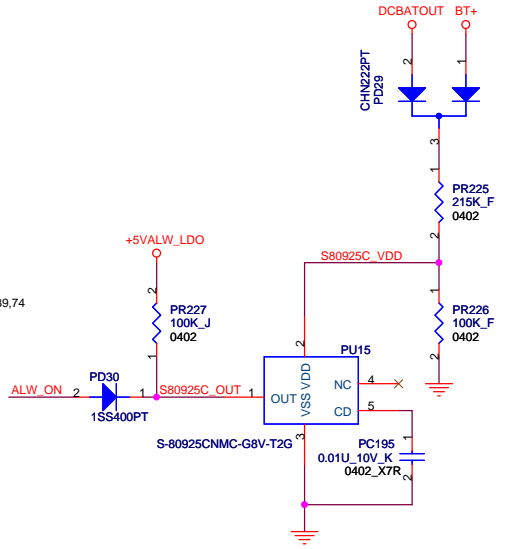 DCBATOUT BT+
2 1
CHN222PT
PD29
3
1
PR225
215K_F
0402
2
+5VALW_LDO
S80925C_VDD
39,74
2
PR227
100K_J
0402
1
1
PR226
100K_F
0402
2
2
PU15
PD30
ALW_ON 2 1 S80925C_OUT 1
1SS400PT
OUT VSS VDD NC 4
CD 5
S-80925CNMC-G8V-T2G
3
1
PC195
0.01U_10V_K
0402_X7R
2